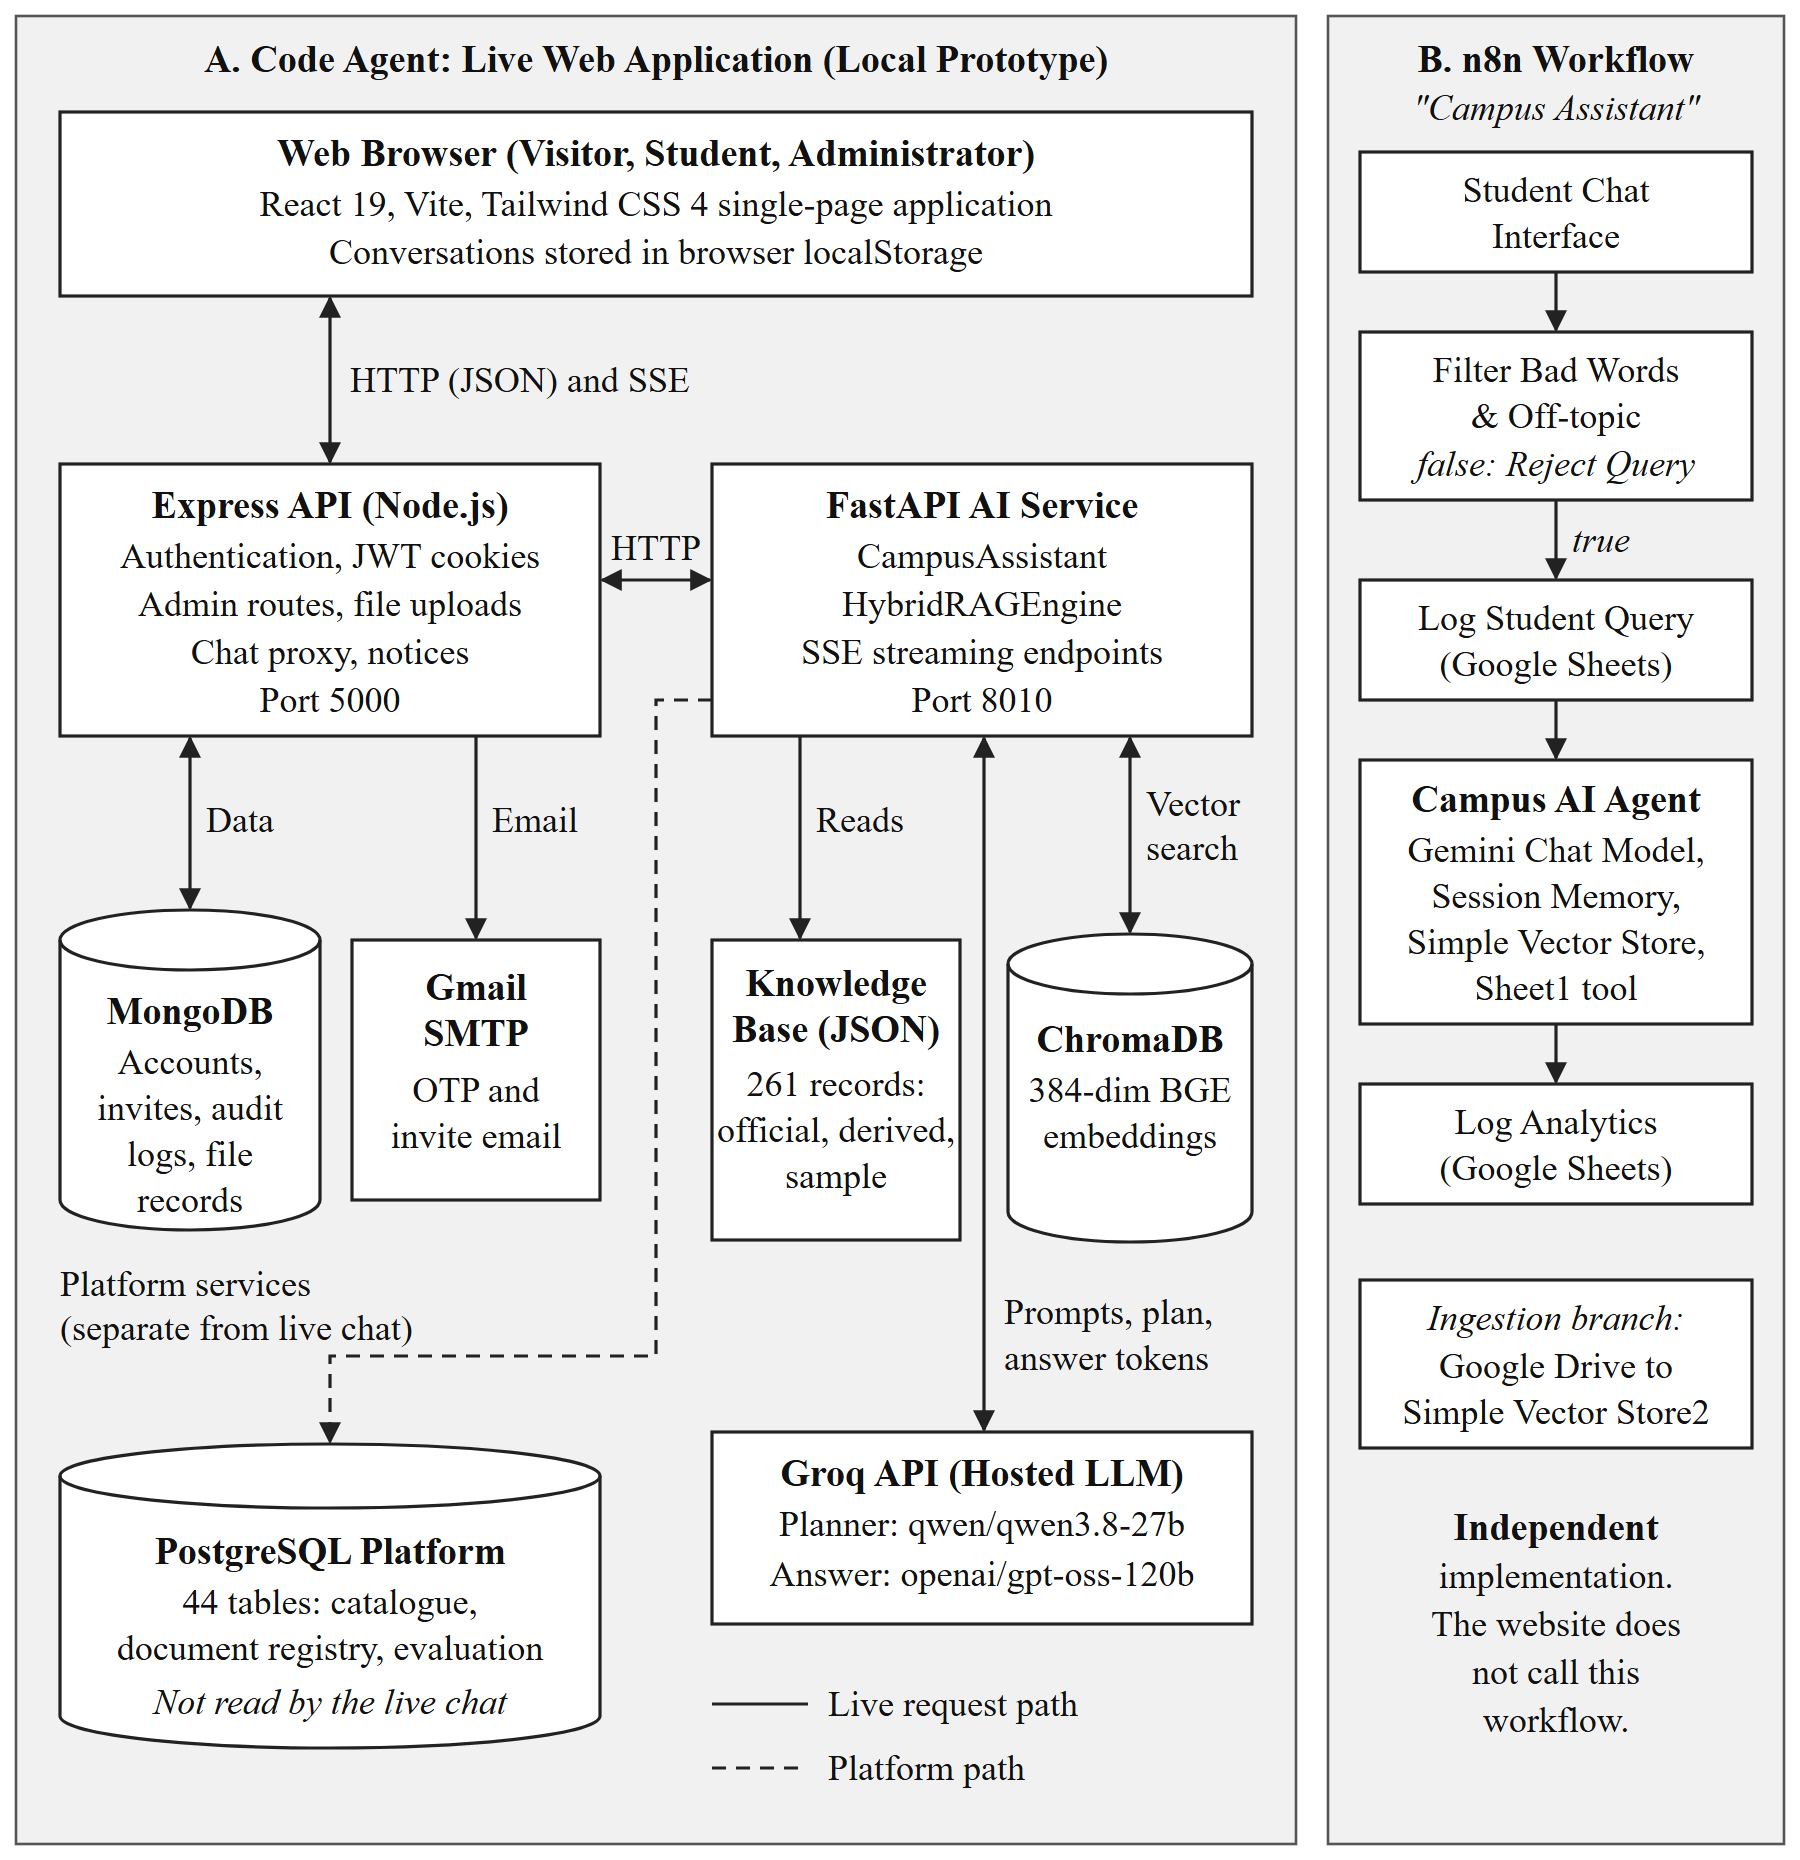 A. Code Agent: Live Web Application (Local Prototype)
Web Browser (Visitor, Student, Administrator)
React 19, Vite, Tailwind CSS 4 single-page application
Conversations stored in browser localStorage
HTTP (JSON) and SSE
Express API (Node.js)
Authentication, JWT cookies
Admin routes, file uploads
Chat proxy, notices
Port 5000
HTTP
FastAPI AI Service
CampusAssistant
HybridRAGEngine
SSE streaming endpoints
Port 8010
Data
Email
Reads
Vector
search
MongoDB
Accounts,
invites, audit
logs, file
records
Gmail
SMTP
OTP and
invite email
Knowledge
Base (JSON)
261 records:
official, derived,
sample
ChromaDB
384-dim BGE
embeddings
Platform services
(separate from live chat)
Prompts, plan,
answer tokens
PostgreSQL Platform
44 tables: catalogue,
document registry, evaluation
Not read by the live chat
Groq API (Hosted LLM)
Planner: qwen/qwen3.8-27b
Answer: openai/gpt-oss-120b
Live request path
Platform path
B. n8n Workflow
"Campus Assistant"
Student Chat
Interface
Filter Bad Words
& Off-topic
false: Reject Query
true
Log Student Query
(Google Sheets)
Campus AI Agent
Gemini Chat Model,
Session Memory,
Simple Vector Store,
Sheet1 tool
Log Analytics
(Google Sheets)
Ingestion branch:
Google Drive to
Simple Vector Store2
Independent
implementation.
The website does
not call this
workflow.